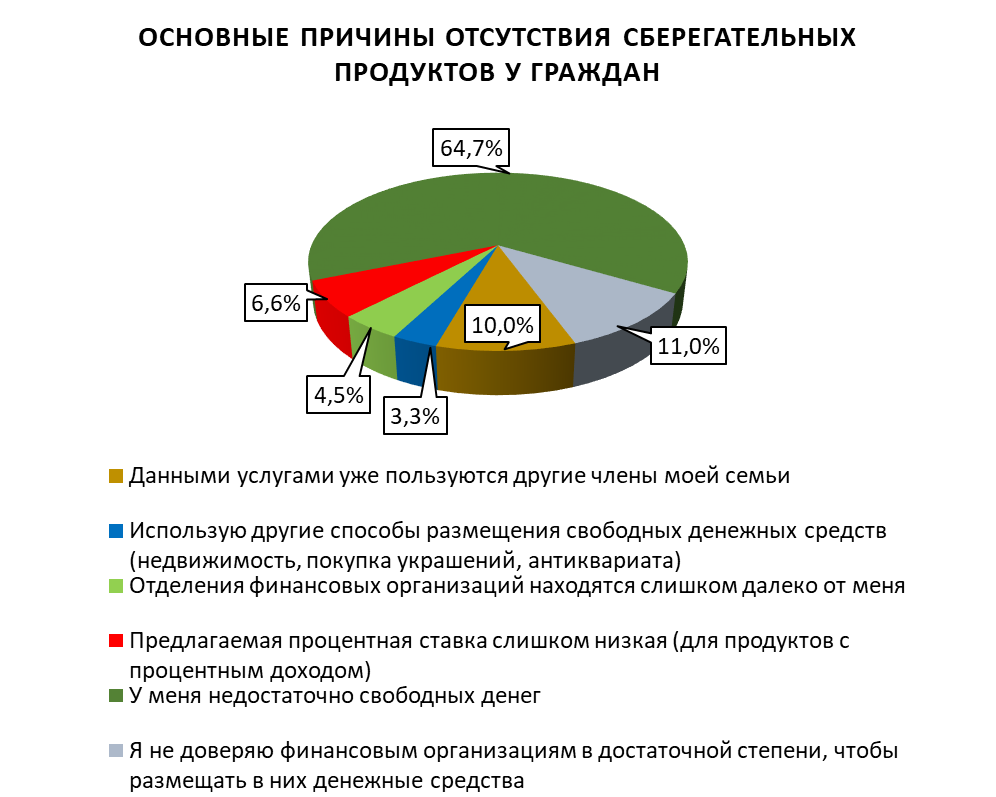 ОСНОВНЫЕ ПРИЧИНЫ ОТСУТСТВИЯ СБЕРЕГАТЕЛЬНЫХ
ПРОДУКТОВ У ГРАЖДАН
64,7%
6,6%
10,0%
11,0%
4,5%
3,3%
Данными услугами уже пользуются другие члены моей семьи
Использую другие способы размещения свободных денежных средств
(недвижимость, покупка украшений, антиквариата)
Отделения финансовых организаций находятся слишком далеко от меня
Предлагаемая процентная ставка слишком низкая (для продуктов с
процентным доходом)
У меня недостаточно свободных денег
Я не доверяю финансовым организациям в достаточной степени, чтобы
размещать в них денежные средства